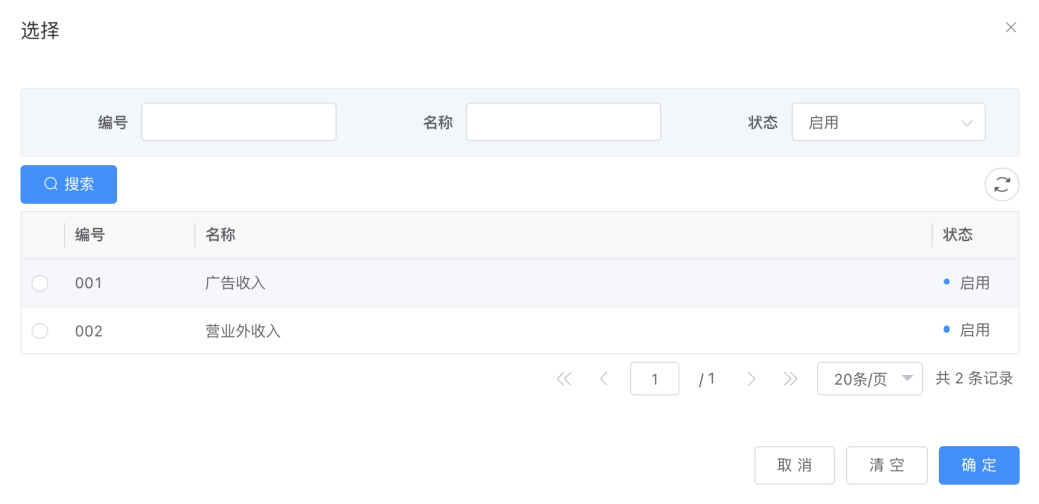 选择
编号 名称 状态 启用
搜索
编号 名称 状态
001 广告收入 启用
002 营业外收入 启用
1 / 1 20条/页 共 2 条记录
取消 清空 确定